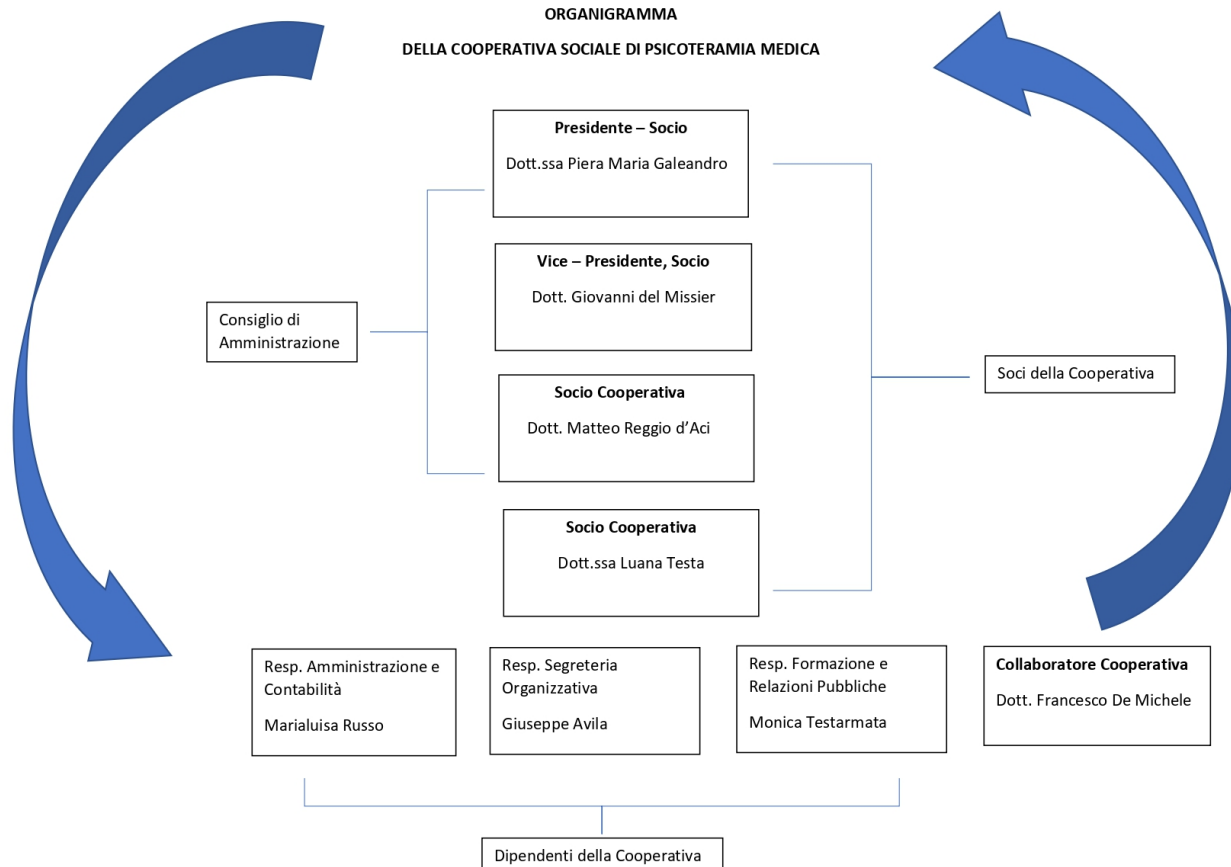 ORGANIGRAMMA
DELLA COOPERATIVA SOCIALE DI PSICOTERAMIA MEDICA
Presidente – Socio
Dott.ssa Piera Maria Galeandro
Vice – Presidente, Socio
Dott. Giovanni del Missier
Consiglio di
Amministrazione
Soci della Cooperativa
Socio Cooperativa
Dott. Matteo Reggio d’Aci
Socio Cooperativa
Dott.ssa Luana Testa
Resp. Amministrazione e
Contabilità
Marialuisa Russo
Resp. Segreteria
Organizzativa
Giuseppe Avila
Resp. Formazione e
Relazioni Pubbliche
Monica Testarmata
Collaboratore Cooperativa
Dott. Francesco De Michele
Dipendenti della Cooperativa